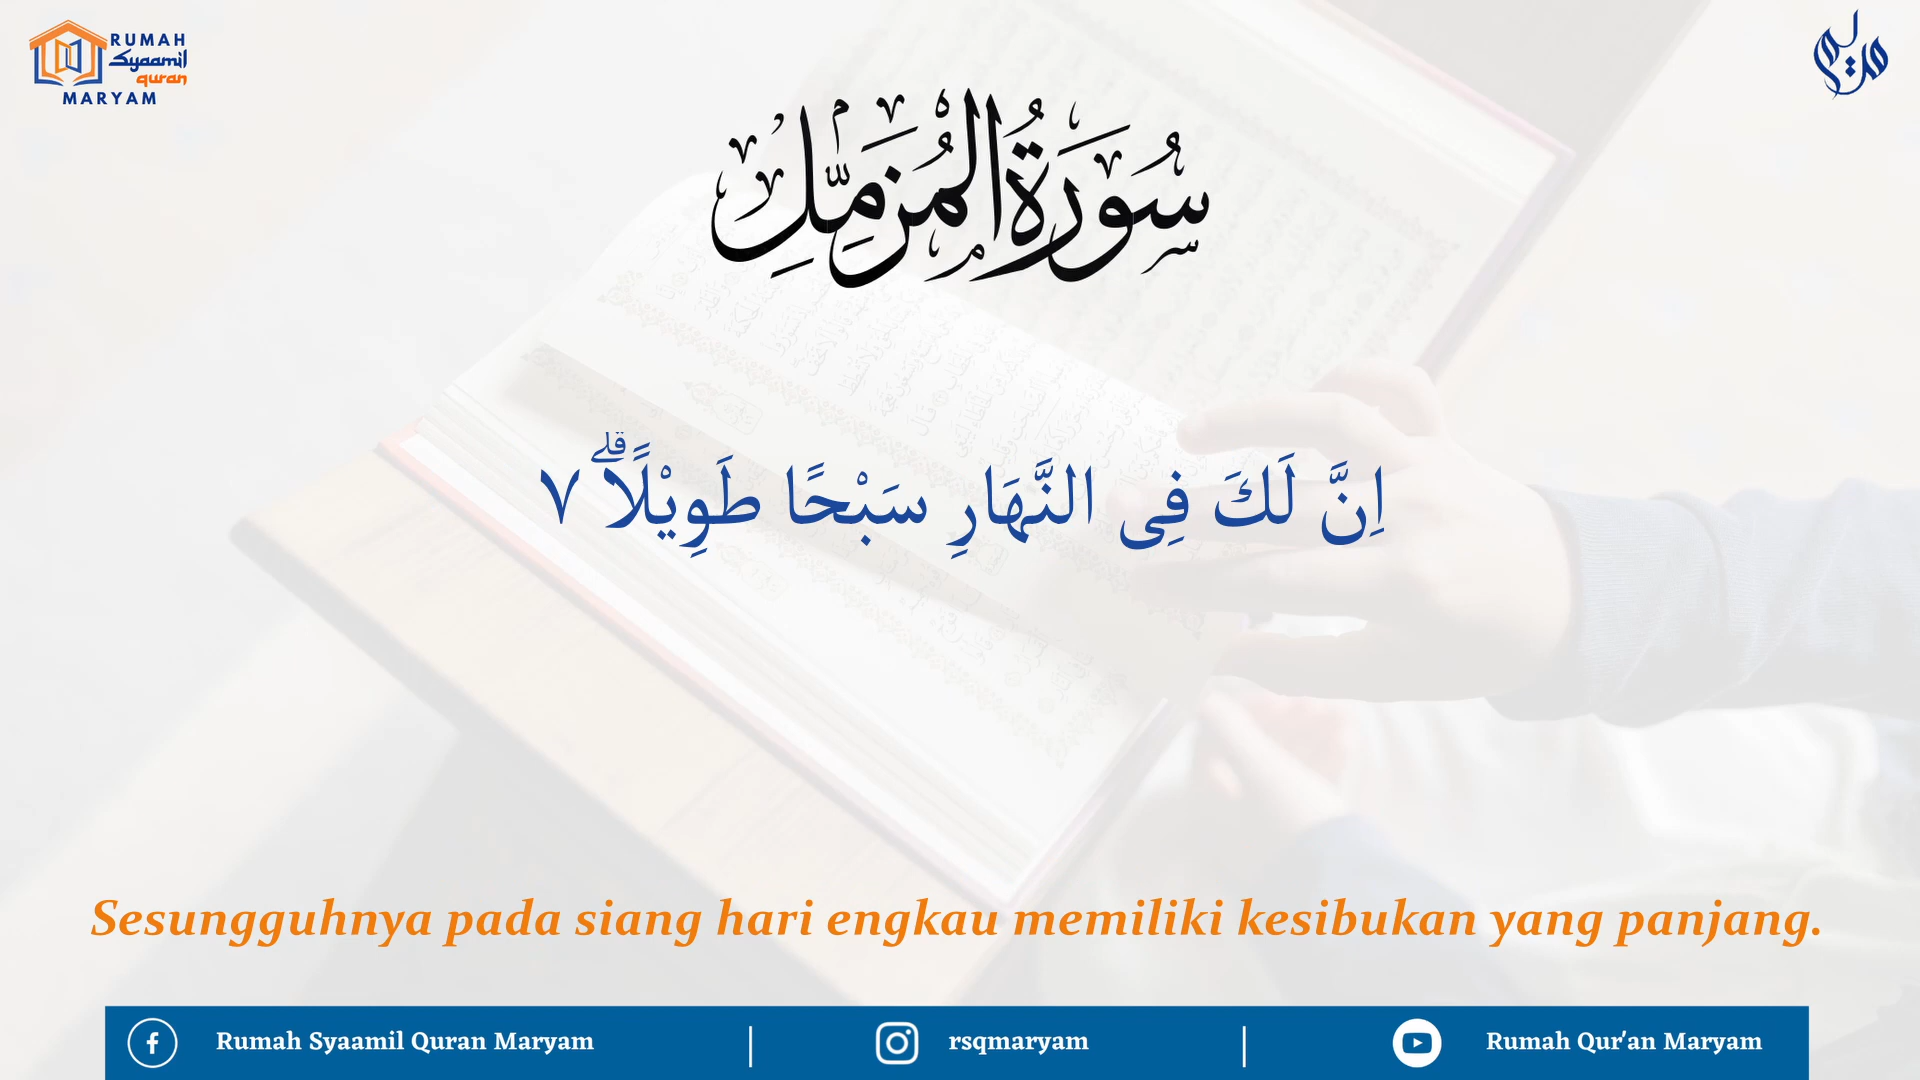 RUMAH
Syaamil
quran
MARYAM
مريم
سُوْرَةُ الْمُزَّمِّلِ
اِنَّ لَكَ فِى النَّهَارِ سَبْحًا طَوِيْلًاۗ ٧
Sesungguhnya pada siang hari engkau memiliki kesibukan yang panjang.
Rumah Syaamil Quran Maryam | rsqmaryam | Rumah Qur'an Maryam